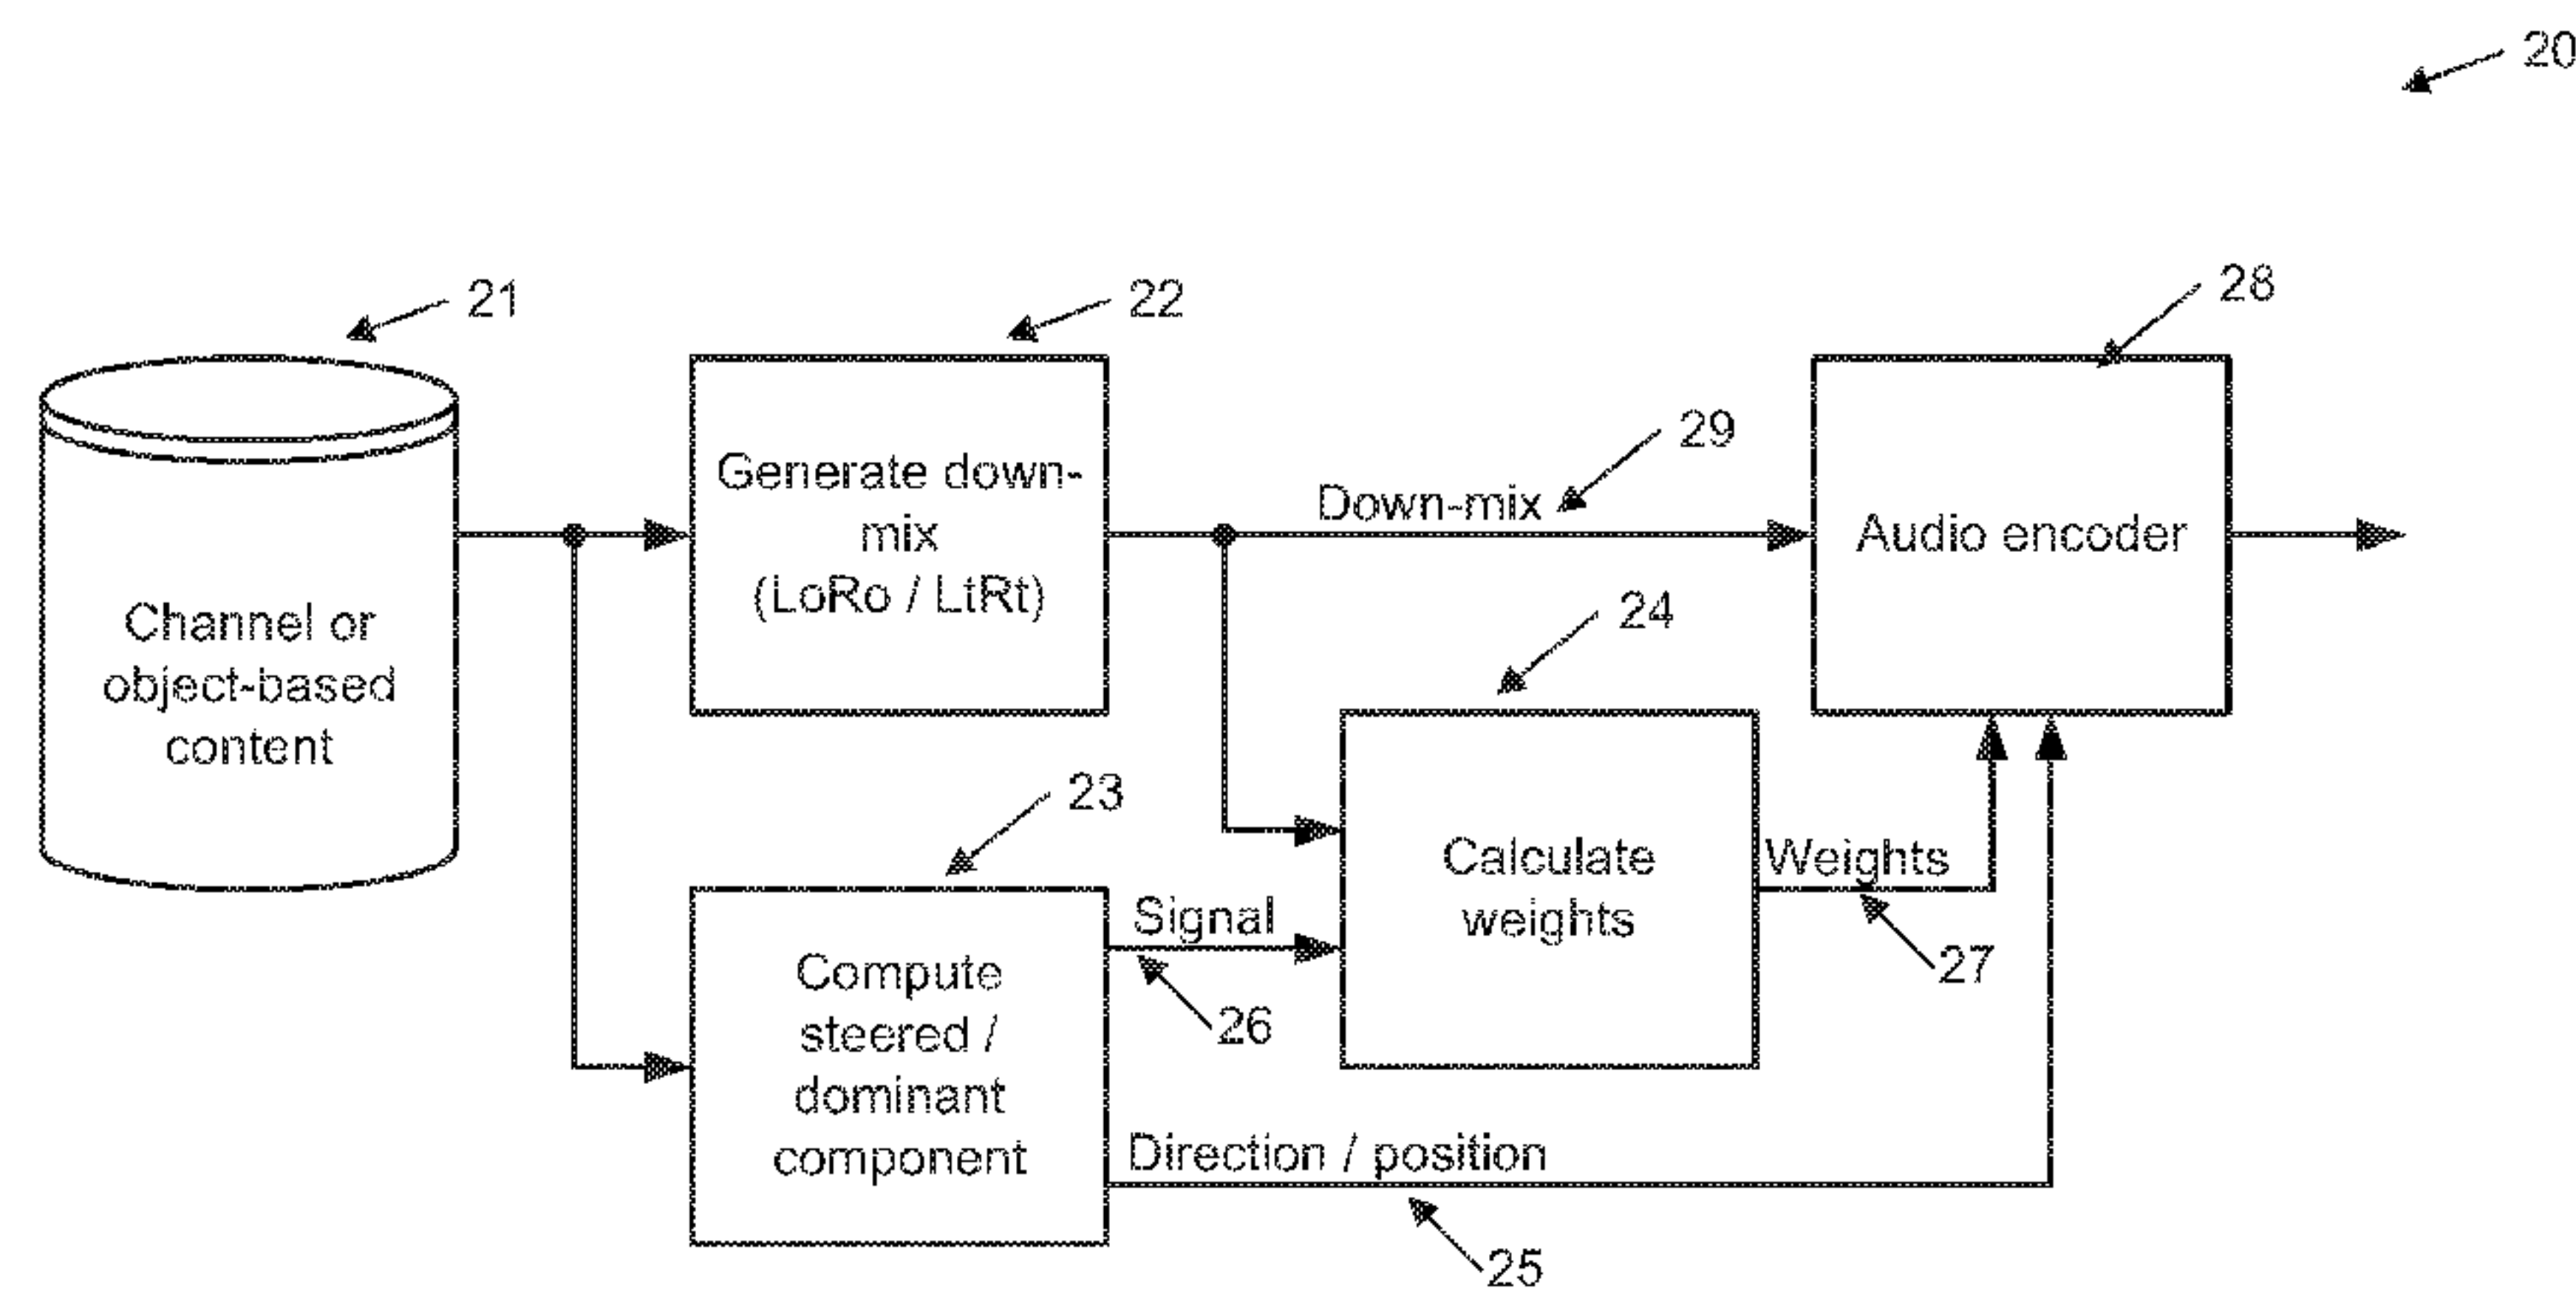 20
21
22
28
29
Generate down-
mix
(LoRo / LtRt)
Down-mix
Audio encoder
Channel or
object-based
content
24
23
Calculate
weights
Weights
Signal
27
26
Compute
steered /
dominant
component
Direction / position
25